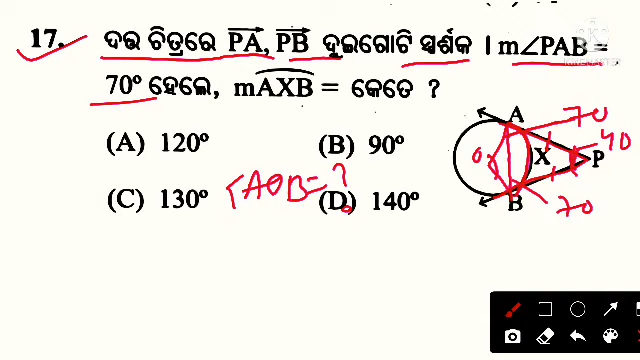 17. ଦତ୍ତ ଚିତ୍ରରେ PA, PB ଦୁଇଗୋଟି ସ୍ପର୍ଶକ । m∠PAB =
70° ହେଲେ, mAXB = କେତେ ?
(A) 120° (B) 90°
(C) 130° (D) 140°
∠AOB = ?
A 70
O X 40 P
B 70